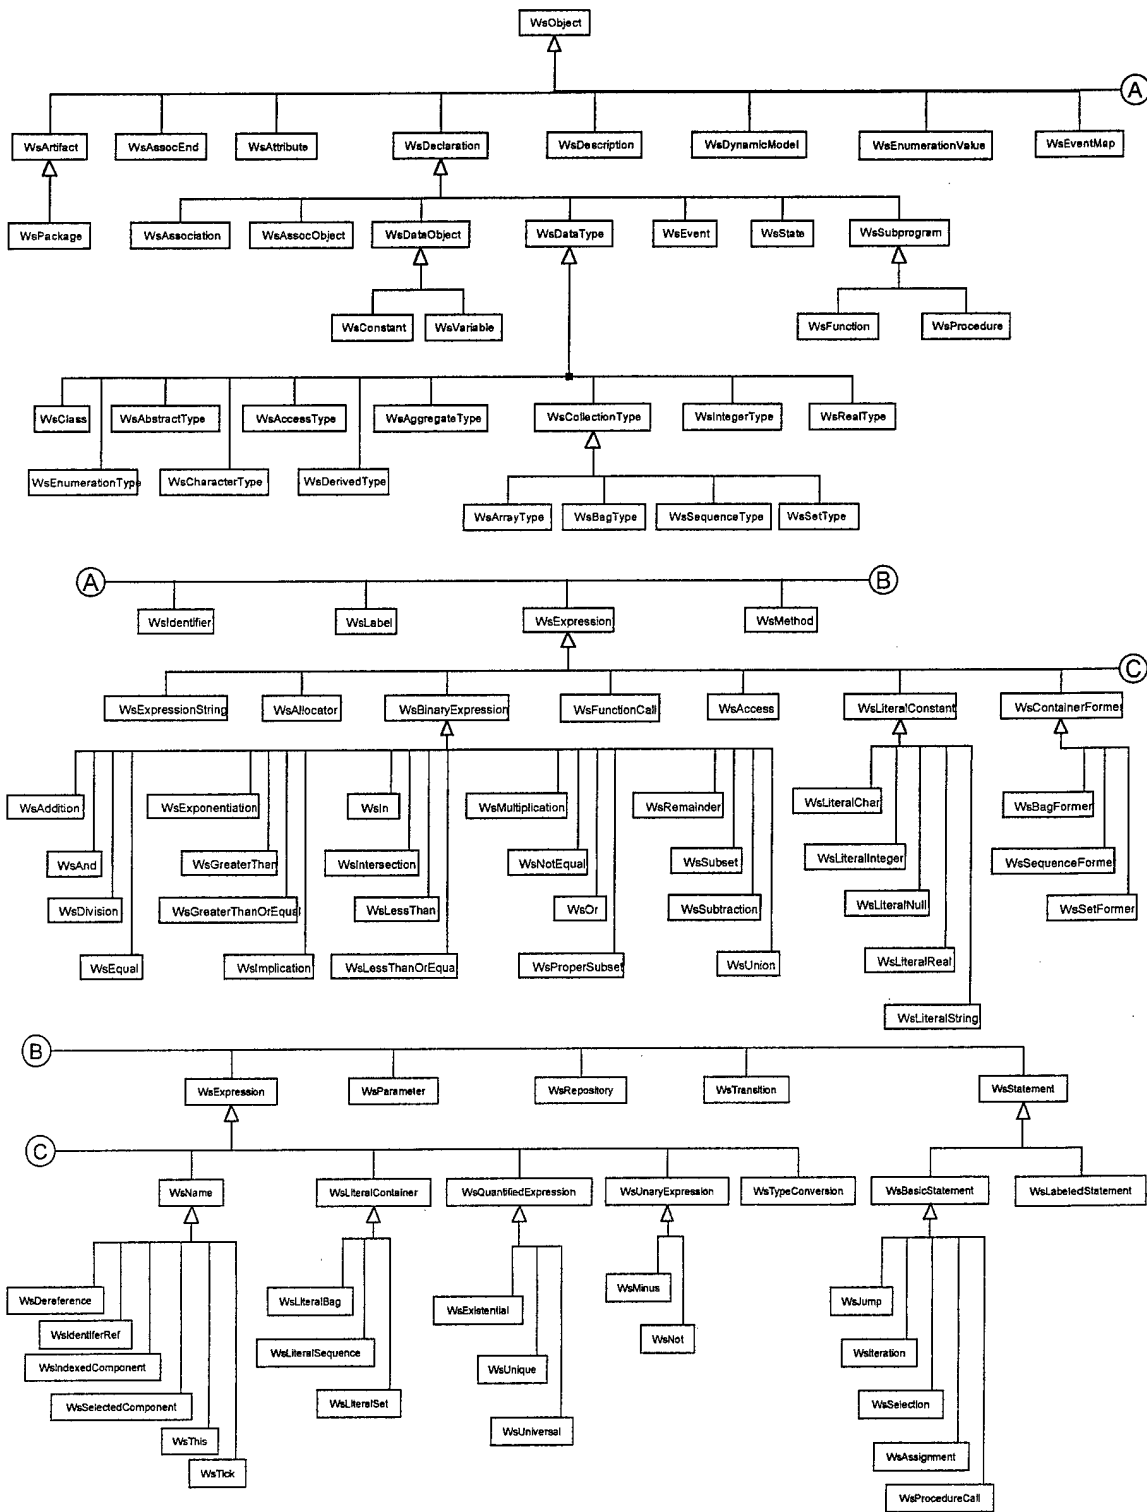 WsObject
A
WsArtifact
WsAssocEnd
WsAttribute
WsDeclaration
WsDescription
WsDynamicModel
WsEnumerationValue
WsEventMap
WsPackage
WsAssociation
WsAssocObject
WsDataObject
WsDataType
WsEvent
WsState
WsSubprogram
WsConstant
WsVariable
WsFunction
WsProcedure
WsClass
WsAbstractType
WsAccessType
WsAggregateType
WsCollectionType
WsIntegerType
WsRealType
WsEnumerationType
WsCharacterType
WsDerivedType
WsArrayType
WsBagType
WsSequenceType
WsSetType
A
B
WsIdentifier
WsLabel
WsExpression
WsMethod
C
WsExpressionString
WsAllocator
WsBinaryExpression
WsFunctionCall
WsAccess
WsLiteralConstant
WsContainerFormer
WsAddition
WsExponentiation
WsIn
WsMultiplication
WsRemainder
WsLiteralChar
WsBagFormer
WsAnd
WsGreaterThan
WsIntersection
WsNotEqual
WsSubset
WsLiteralInteger
WsSequenceForme
WsDivision
WsGreaterThanOrEqual
WsLessThan
WsOr
WsSubtraction
WsLiteralNull
WsSetFormer
WsEqual
WsImplication
WsLessThanOrEqua
WsProperSubset
WsUnion
WsLiteralReal
WsLiteralString
B
WsExpression
WsParameter
WsRepository
WsTransition
WsStatement
C
WsName
WsLiteralContainer
WsQuantifiedExpression
WsUnaryExpression
WsTypeConversion
WsBasicStatement
WsLabeledStatement
WsDereference
WsLiteralBag
WsExistential
WsMinus
WsJump
WsIdentiferRef
WsLiteralSequence
WsNot
WsIteration
WsIndexedComponent
WsUnique
WsSelectedComponent
WsLiteralSet
WsSelection
WsThis
WsUniversal
WsAssignment
WsTick
WsProcedureCall